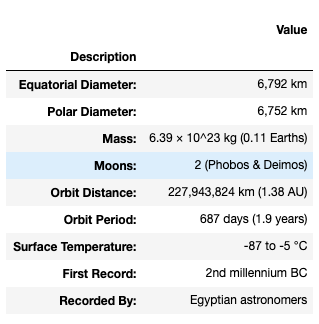 Value
Description
Equatorial Diameter: 6,792 km
Polar Diameter: 6,752 km
Mass: 6.39 × 10^23 kg (0.11 Earths)
Moons: 2 (Phobos & Deimos)
Orbit Distance: 227,943,824 km (1.38 AU)
Orbit Period: 687 days (1.9 years)
Surface Temperature: -87 to -5 °C
First Record: 2nd millennium BC
Recorded By: Egyptian astronomers